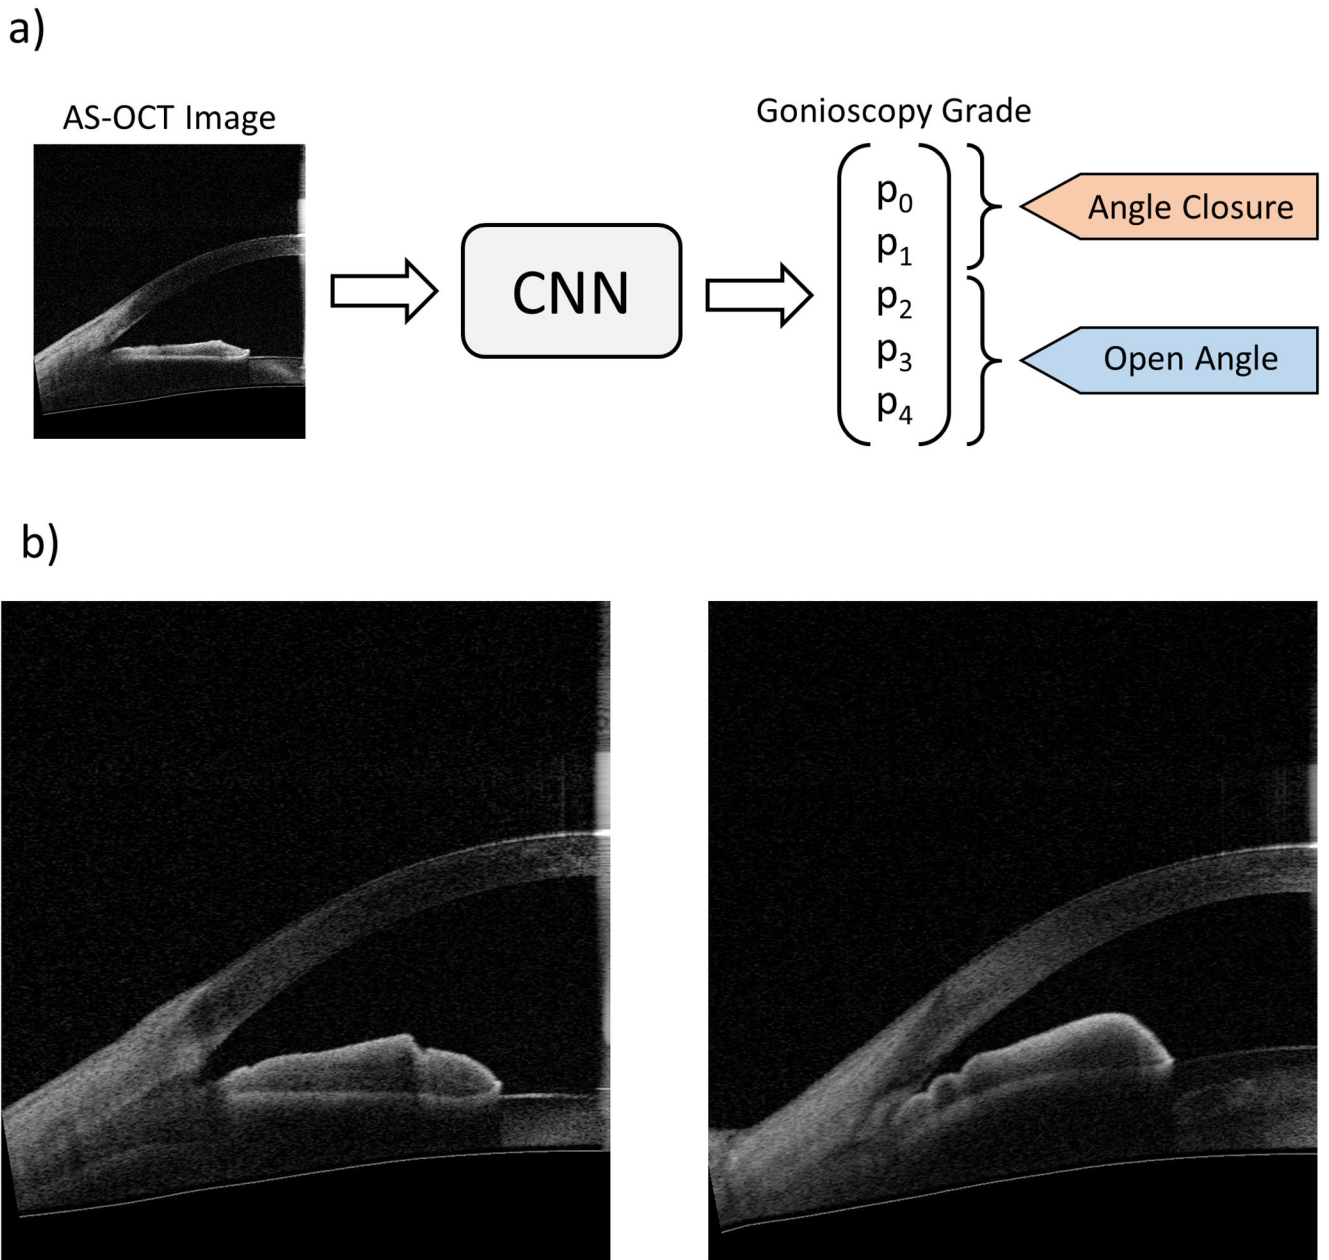 a)
AS-OCT Image
Gonioscopy Grade
CNN
p₀
p₁
p₂
p₃
p₄
Angle Closure
Open Angle
b)